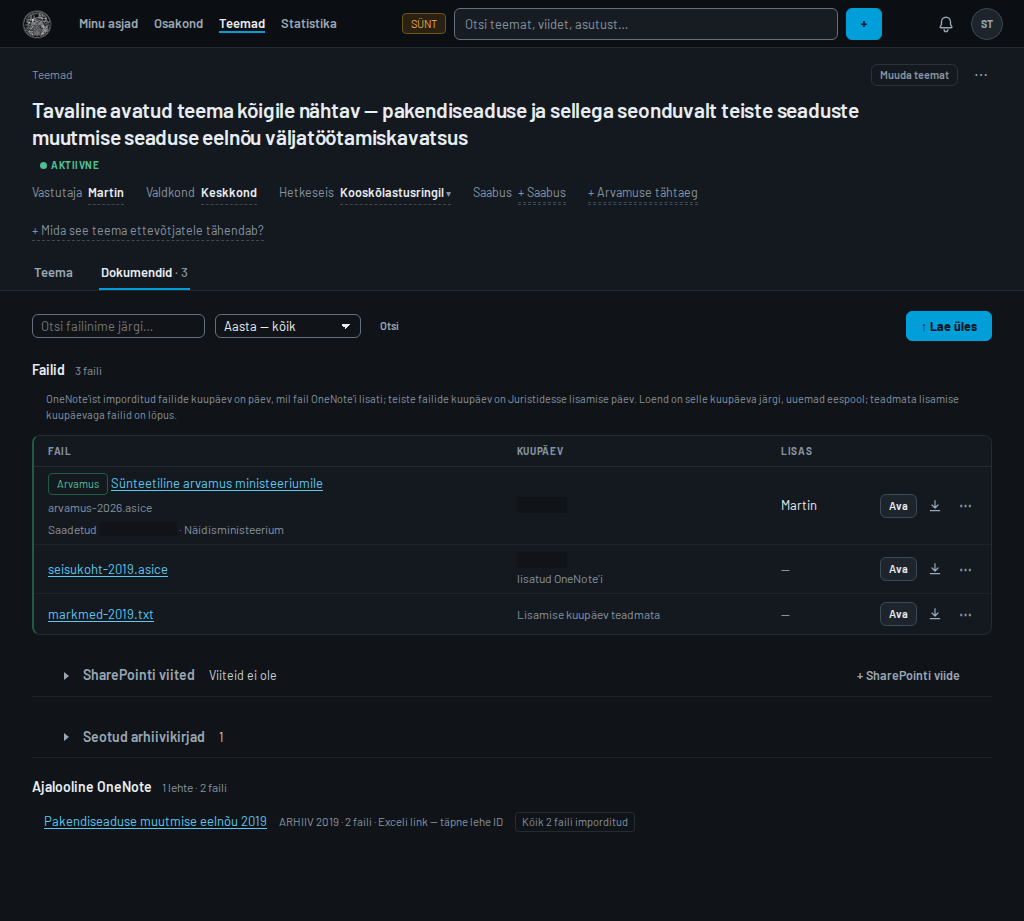 Minu asjad Osakond Teemad Statistika SÜNT Otsi teemat, viidet, asutust... + ST
Teemad Muuda teemat ⋯
Tavaline avatud teema kõigile nähtav — pakendiseaduse ja sellega seonduvalt teiste seaduste
muutmise seaduse eelnõu väljatöötamiskavatsus
AKTIIVNE
Vastutaja Martin Valdkond Keskkond Hetkeseis Kooskõlastusringil ▾ Saabus + Saabus + Arvamuse tähtaeg
+ Mida see teema ettevõtjatele tähendab?
Teema Dokumendid · 3
Otsi failinime järgi... Aasta — kõik Otsi ↑ Lae üles
Failid 3 faili
OneNote'ist imporditud failide kuupäev on päev, mil fail OneNote'i lisati; teiste failide kuupäev on Juristidesse lisamise päev. Loend on selle kuupäeva järgi, uuemad eespool; teadmata lisamise
kuupäevaga failid on lõpus.
FAIL KUUPÄEV LISAS
Arvamus Sünteetiline arvamus ministeeriumile
arvamus-2026.asice
Saadetud · Näidisministeerium
Martin Ava ⋯
seisukoht-2019.asice lisatud OneNote'i — Ava ⋯
markmed-2019.txt Lisamise kuupäev teadmata — Ava ⋯
SharePointi viited Viiteid ei ole + SharePointi viide
Seotud arhiivikirjad 1
Ajalooline OneNote 1 lehte · 2 faili
Pakendiseaduse muutmise eelnõu 2019 ARHIIV 2019 · 2 faili · Exceli link — täpne lehe ID Kõik 2 faili imporditud